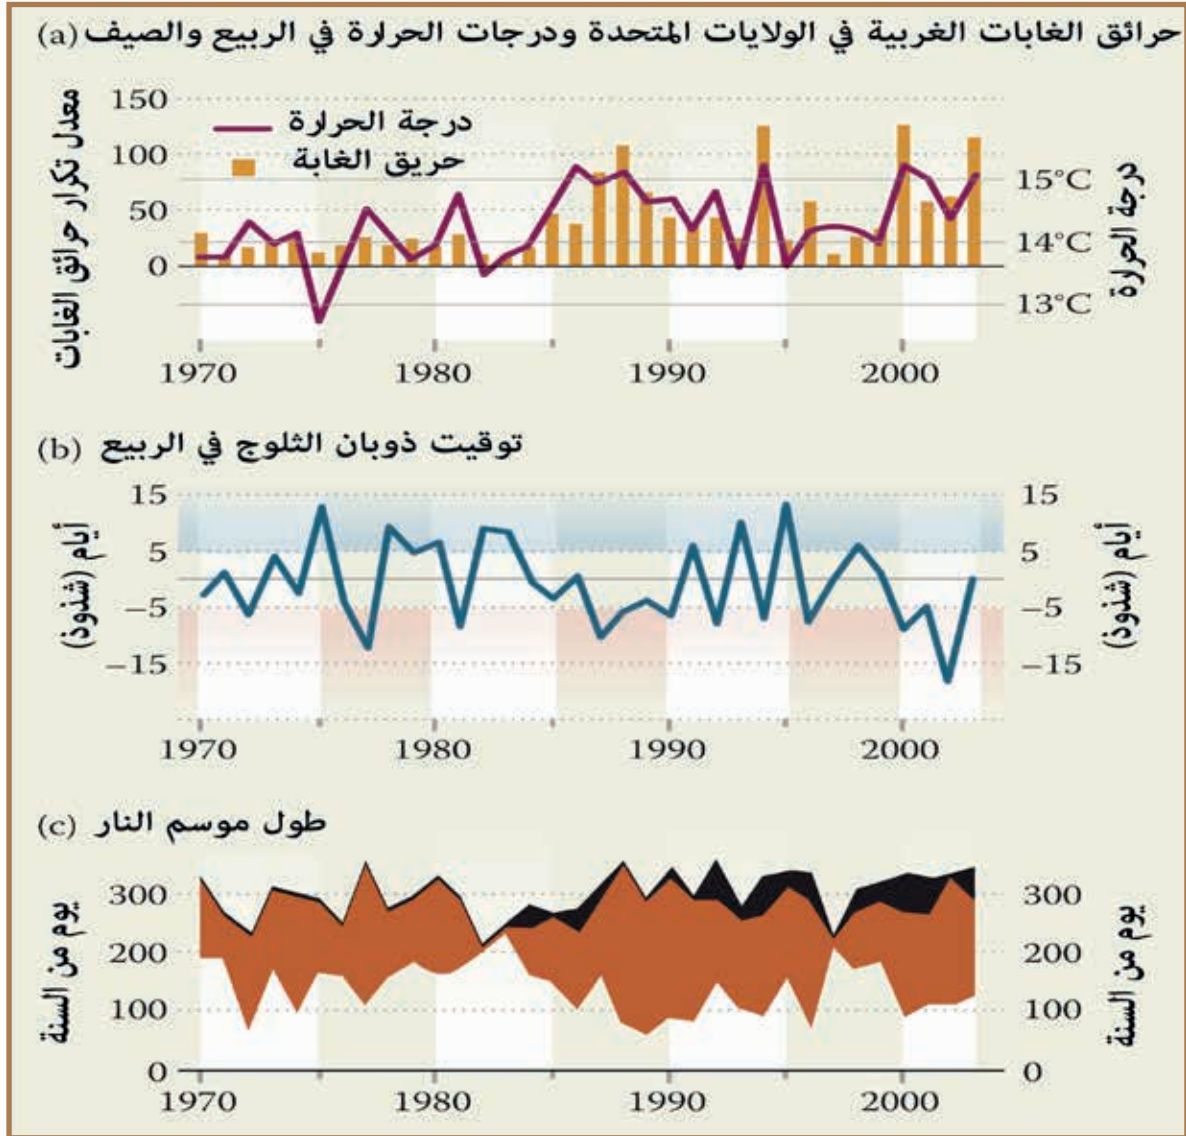 (a) حرائق الغابات الغربية في الولايات المتحدة ودرجات الحرارة في الربيع والصيف
معدل تكرار حرائق الغابات
150
100
50
0
درجة الحرارة
حريق الغابة
15°C
14°C
13°C
درجة الحرارة
1970 1980 1990 2000
(b) توقيت ذوبان الثلوج في الربيع
أيام (شذوذ)
15
5
−5
−15
15
5
−5
−15
أيام (شذوذ)
1970 1980 1990 2000
(c) طول موسم النار
يوم من السنة
300
200
100
0
300
200
100
0
يوم من السنة
1970 1980 1990 2000